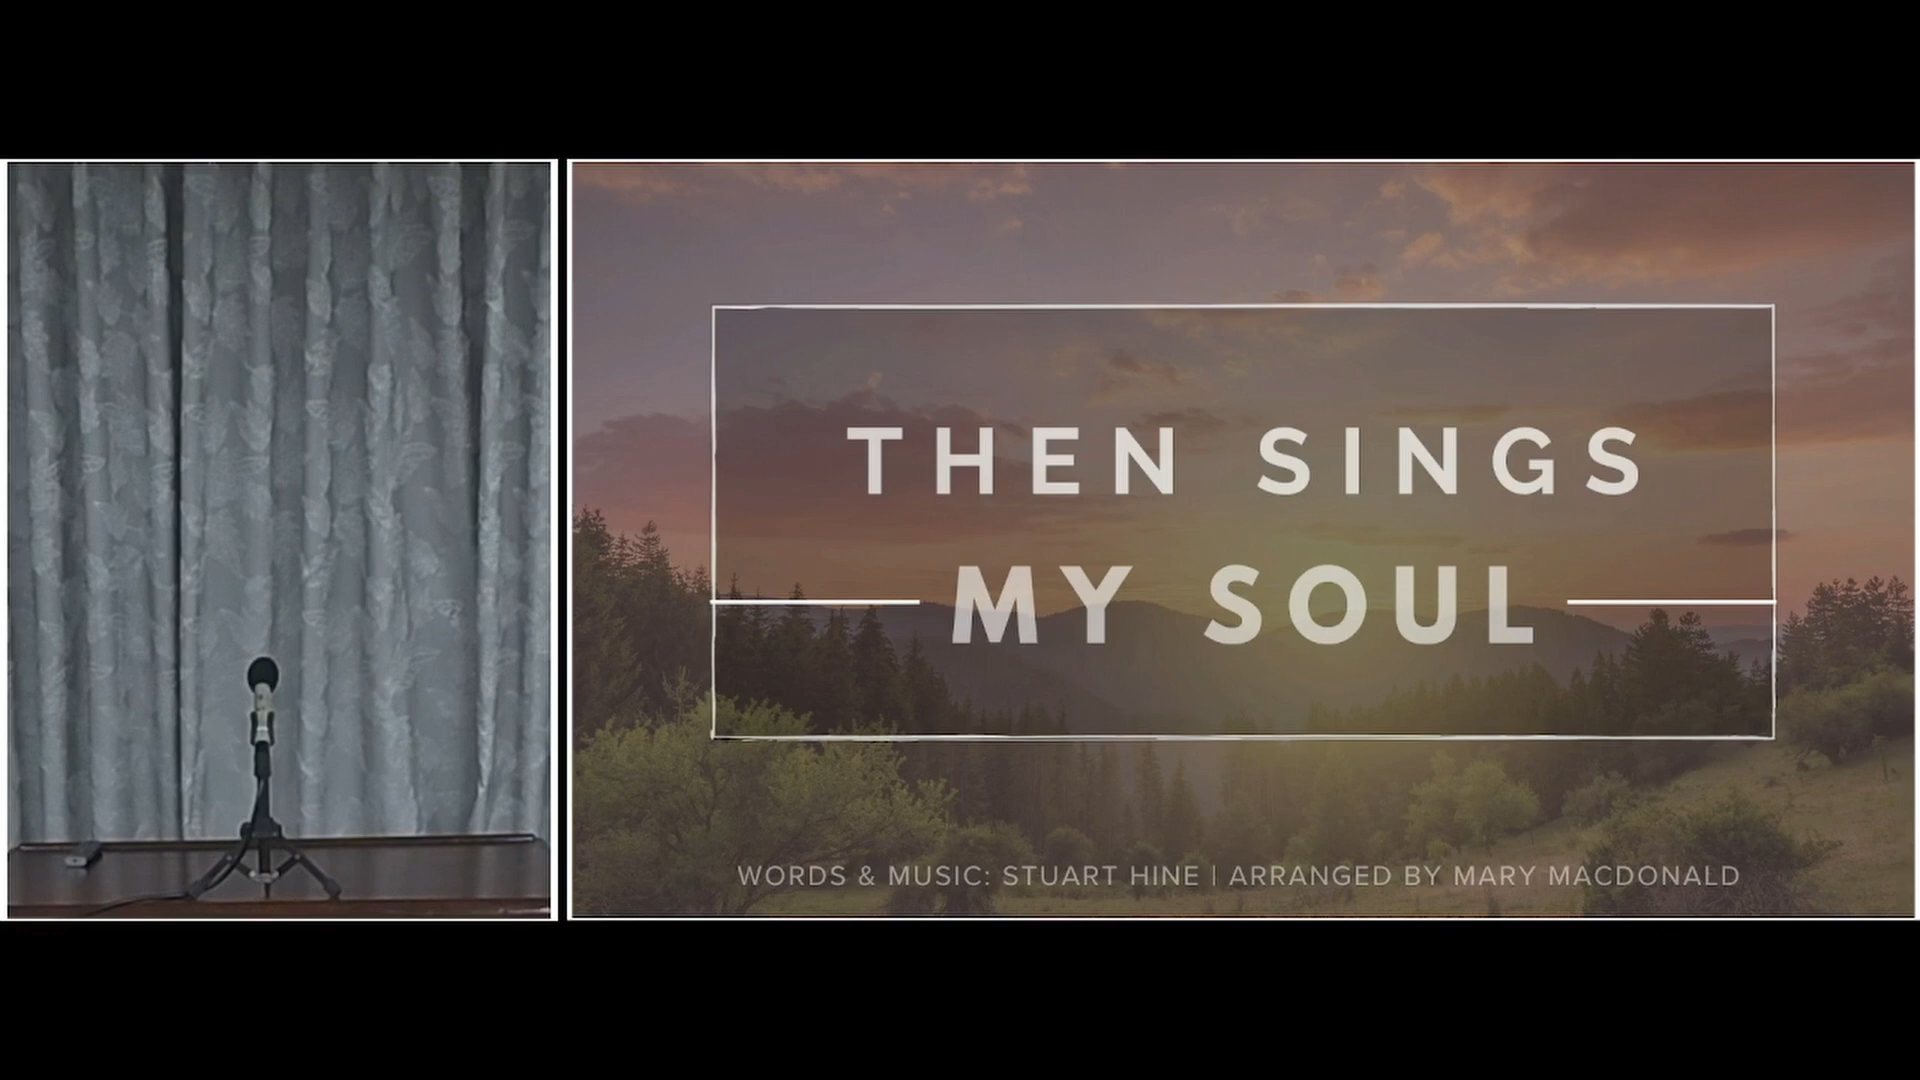 THEN SINGS
MY SOUL
WORDS & MUSIC: STUART HINE | ARRANGED BY MARY MACDONALD